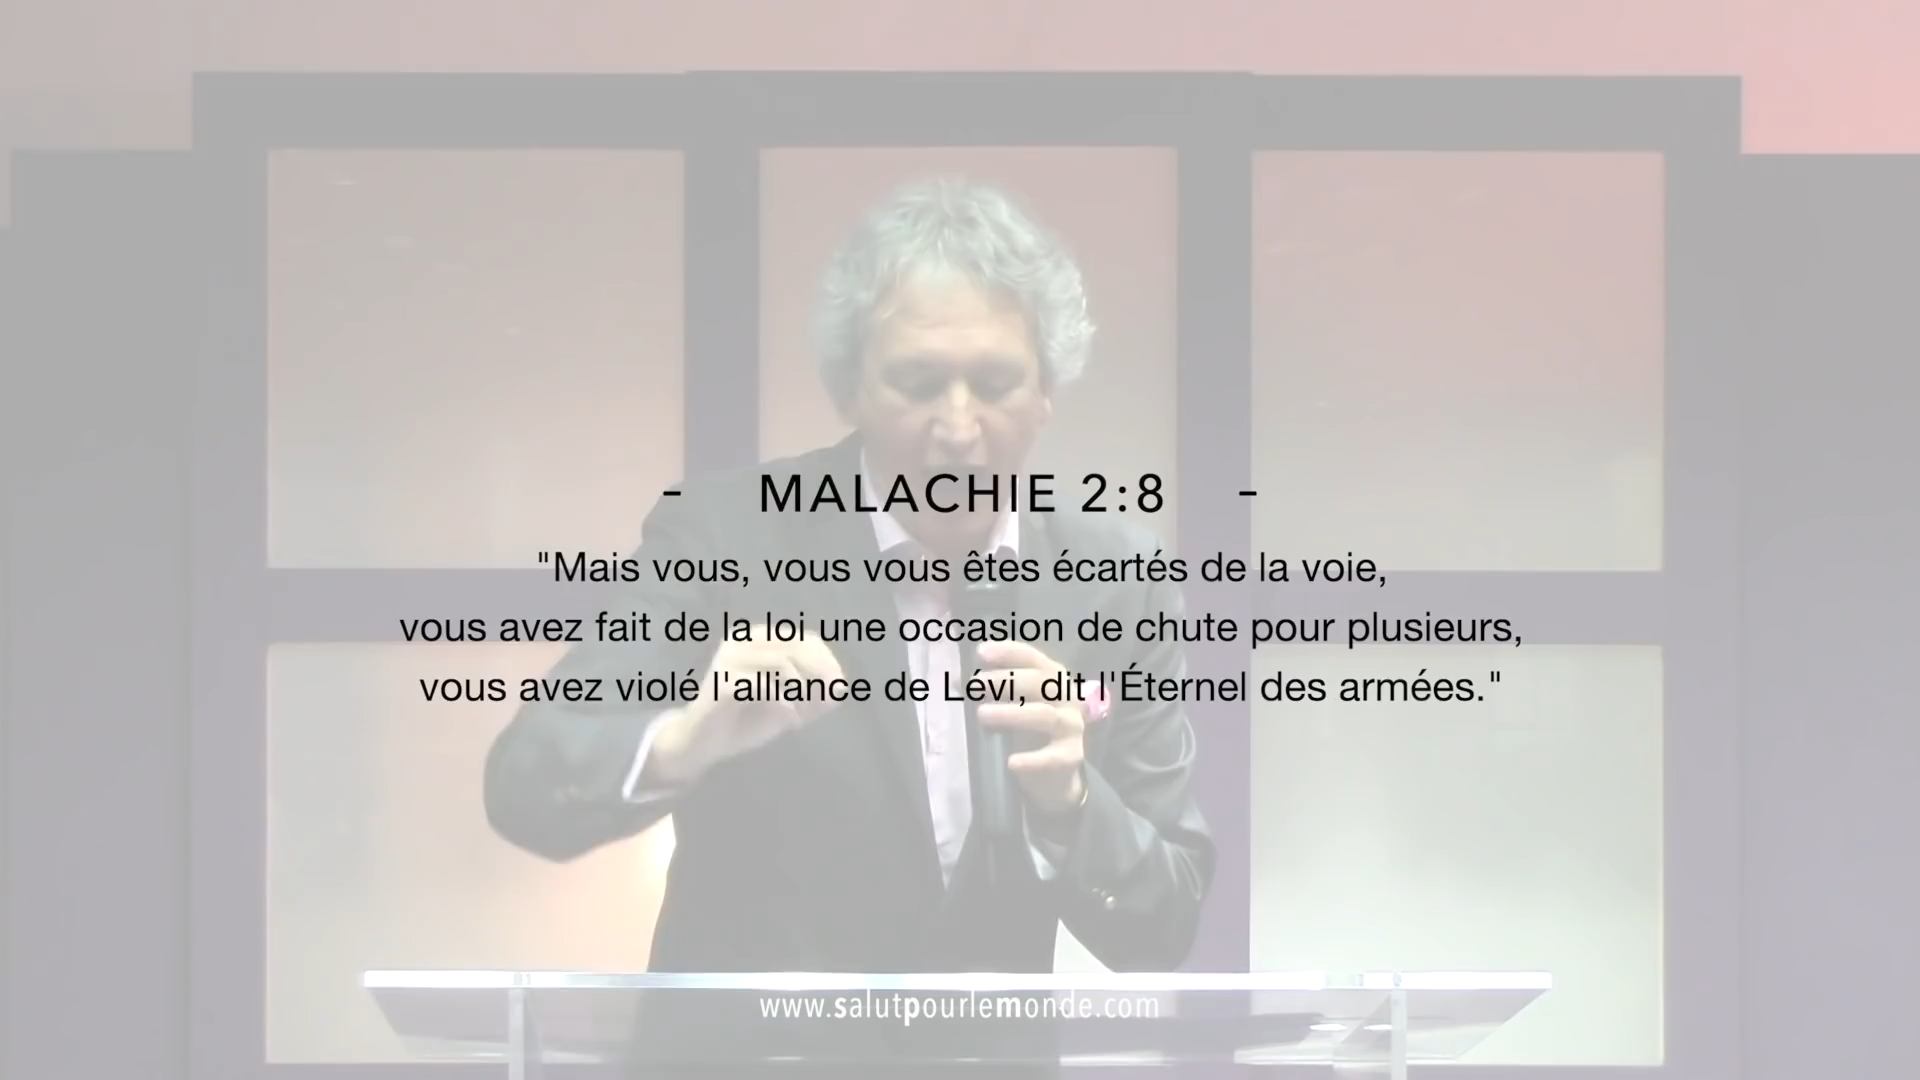 - MALACHIE 2:8 -
"Mais vous, vous vous êtes écartés de la voie,
vous avez fait de la loi une occasion de chute pour plusieurs,
vous avez violé l'alliance de Lévi, dit l'Éternel des armées."
www.salutpourlemonde.com